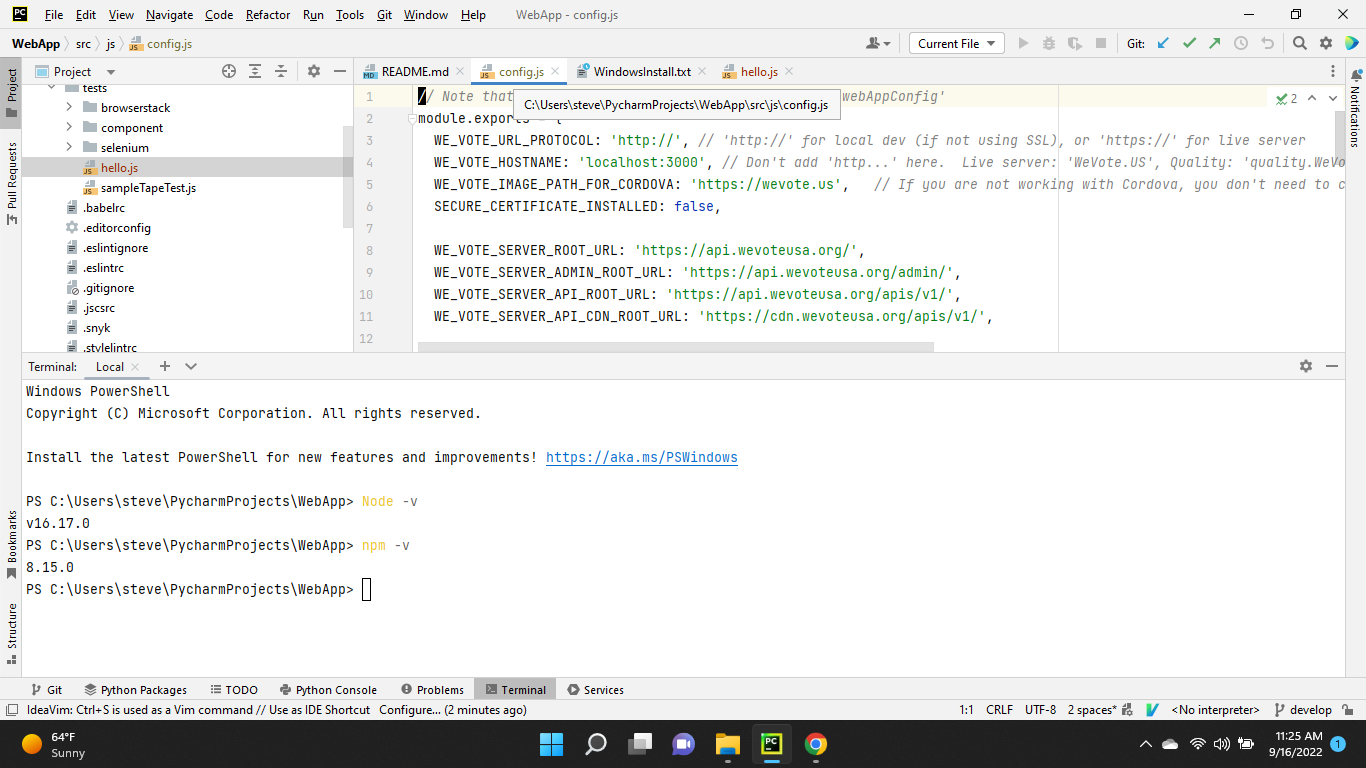 PC File Edit View Navigate Code Refactor Run Tools Git Window Help WebApp - config.js
WebApp src js config.js Current File Git:
Project
README.md config.js WindowsInstall.txt hello.js
tests
browserstack
component
selenium
hello.js
sampleTapeTest.js
.babelrc
.editorconfig
.eslintignore
.eslintrc
.gitignore
.jscsrc
.snyk
.stylelintrc
1 // Note that webAppConfig'
C:\Users\steve\PycharmProjects\WebApp\src\js\config.js
2
2 module.exports = {
3 WE_VOTE_URL_PROTOCOL: 'http://', // 'http://' for local dev (if not using SSL), or 'https://' for live server
4 WE_VOTE_HOSTNAME: 'localhost:3000', // Don't add 'http...' here.  Live server: 'WeVote.US', Quality: 'quality.WeVo
5 WE_VOTE_IMAGE_PATH_FOR_CORDOVA: 'https://wevote.us', // If you are not working with Cordova, you don't need to c
6 SECURE_CERTIFICATE_INSTALLED: false,
7
8 WE_VOTE_SERVER_ROOT_URL: 'https://api.wevoteusa.org/',
9 WE_VOTE_SERVER_ADMIN_ROOT_URL: 'https://api.wevoteusa.org/admin/',
10 WE_VOTE_SERVER_API_ROOT_URL: 'https://api.wevoteusa.org/apis/v1/',
11 WE_VOTE_SERVER_API_CDN_ROOT_URL: 'https://cdn.wevoteusa.org/apis/v1/',
12
Project
Pull Requests
Bookmarks
Structure
Notifications
Terminal: Local
Windows PowerShell
Copyright (C) Microsoft Corporation. All rights reserved.
Install the latest PowerShell for new features and improvements! https://aka.ms/PSWindows
PS C:\Users\steve\PycharmProjects\WebApp> Node -v
v16.17.0
PS C:\Users\steve\PycharmProjects\WebApp> npm -v
8.15.0
PS C:\Users\steve\PycharmProjects\WebApp>
Git Python Packages TODO Python Console Problems Terminal Services
IdeaVim: Ctrl+S is used as a Vim command // Use as IDE Shortcut Configure... (2 minutes ago) 1:1 CRLF UTF-8 2 spaces* <No interpreter> develop
64°F
Sunny
PC
11:25 AM
9/16/2022
1